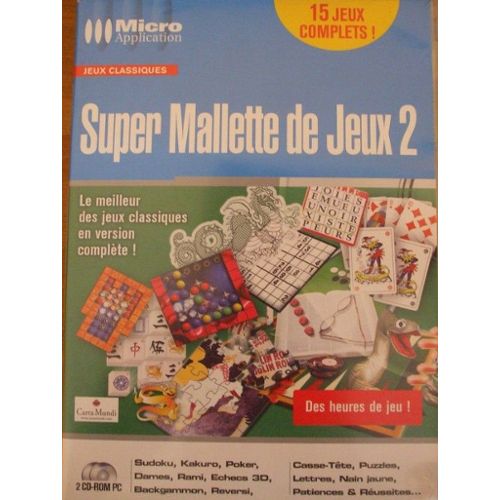 Micro
Application
15 JEUX
COMPLETS !
JEUX CLASSIQUES
Super Mallette de Jeux 2
Le meilleur
des jeux classiques
en version
complète !
Carta Mundi
Des heures de jeu !
2 CD-ROM PC
Sudoku, Kakuro, Poker,
Dames, Rami, Echecs 3D,
Backgammon, Reversi,
Casse-Tête, Puzzles,
Lettres, Nain jaune,
Patiences & Réussites...